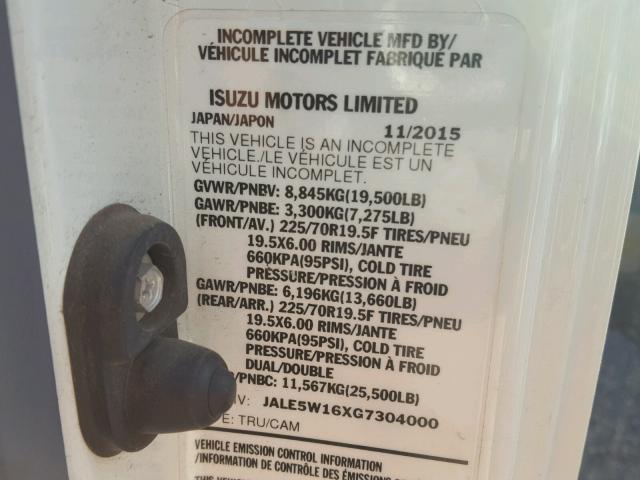 INCOMPLETE VEHICLE MFD BY/
VÉHICULE INCOMPLET FABRIQUÉ PAR
ISUZU MOTORS LIMITED
JAPAN/JAPON 11/2015
THIS VEHICLE IS AN INCOMPLETE
VEHICLE./LE VÉHICULE EST UN
VÉHICULE INCOMPLET.
GVWR/PNBV: 8,845KG(19,500LB)
GAWR/PNBE: 3,300KG(7,275LB)
(FRONT/AV.) 225/70R19.5F TIRES/PNEU
19.5X6.00 RIMS/JANTE
660KPA(95PSI), COLD TIRE
PRESSURE/PRESSION À FROID
GAWR/PNBE: 6,196KG(13,660LB)
(REAR/ARR.) 225/70R19.5F TIRES/PNEU
19.5X6.00 RIMS/JANTE
660KPA(95PSI), COLD TIRE
PRESSURE/PRESSION À FROID
DUAL/DOUBLE
/PNBC: 11,567KG(25,500LB)
V: JALE5W16XG7304000
E: TRU/CAM
VEHICLE EMISSION CONTROL INFORMATION
/INFORMATION DE CONTRÔLE DES ÉMISSIONS